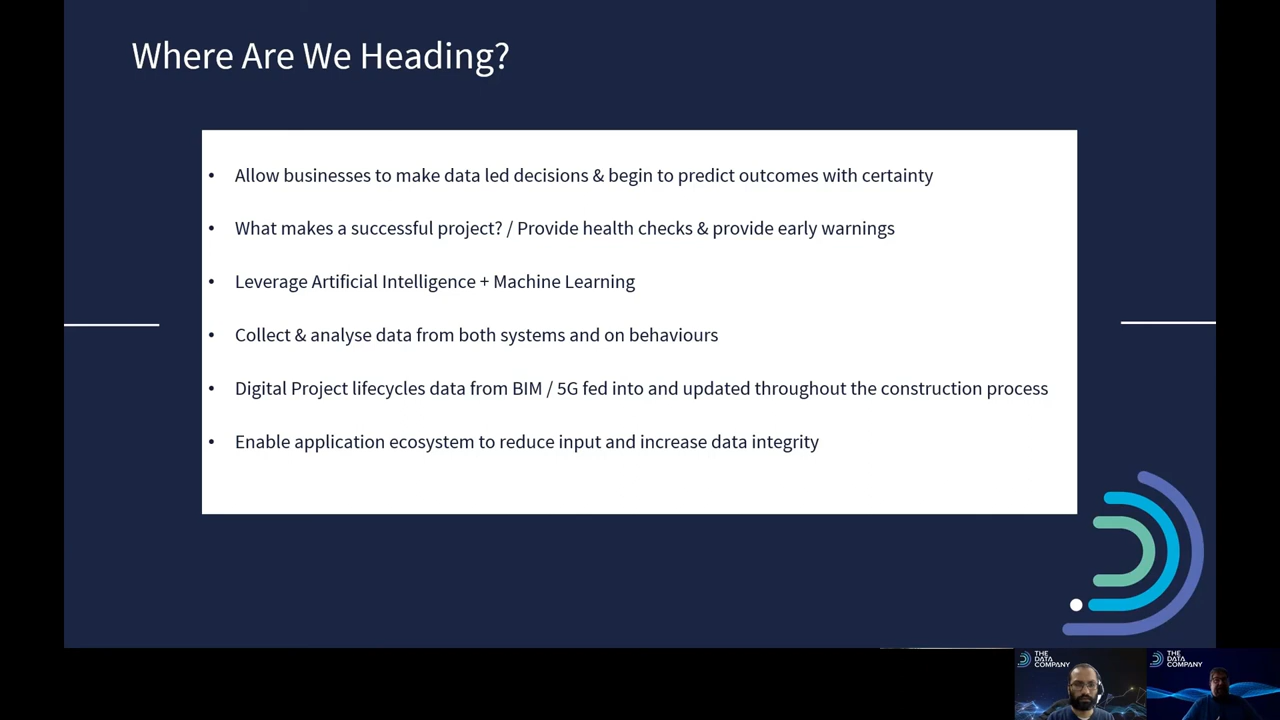 Where Are We Heading?
• Allow businesses to make data led decisions & begin to predict outcomes with certainty
• What makes a successful project? / Provide health checks & provide early warnings
• Leverage Artificial Intelligence + Machine Learning
• Collect & analyse data from both systems and on behaviours
• Digital Project lifecycles data from BIM / 5G fed into and updated throughout the construction process
• Enable application ecosystem to reduce input and increase data integrity
THE
DATA
COMPANY
THE
DATA
COMPANY